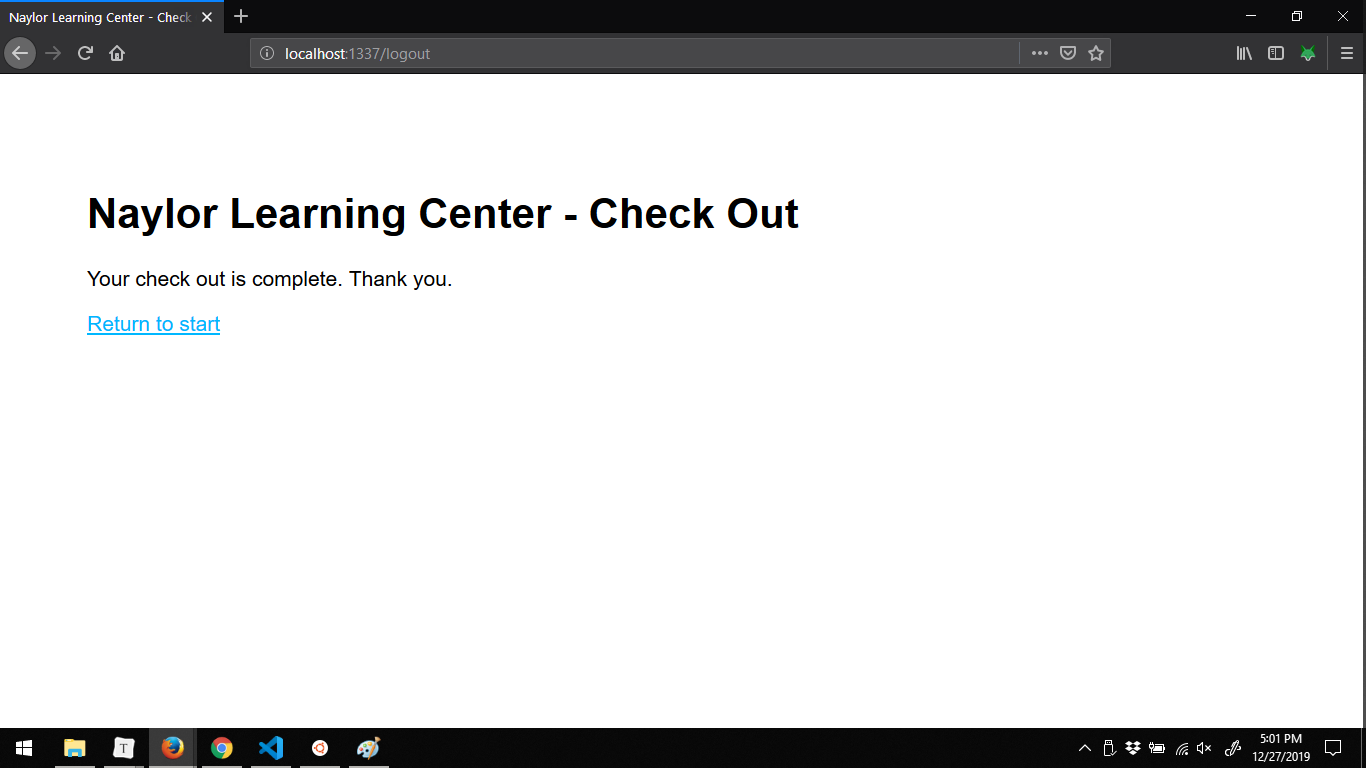 Naylor Learning Center - Check
localhost:1337/logout
Naylor Learning Center - Check Out
Your check out is complete. Thank you.
Return to start
T
5:01 PM
12/27/2019